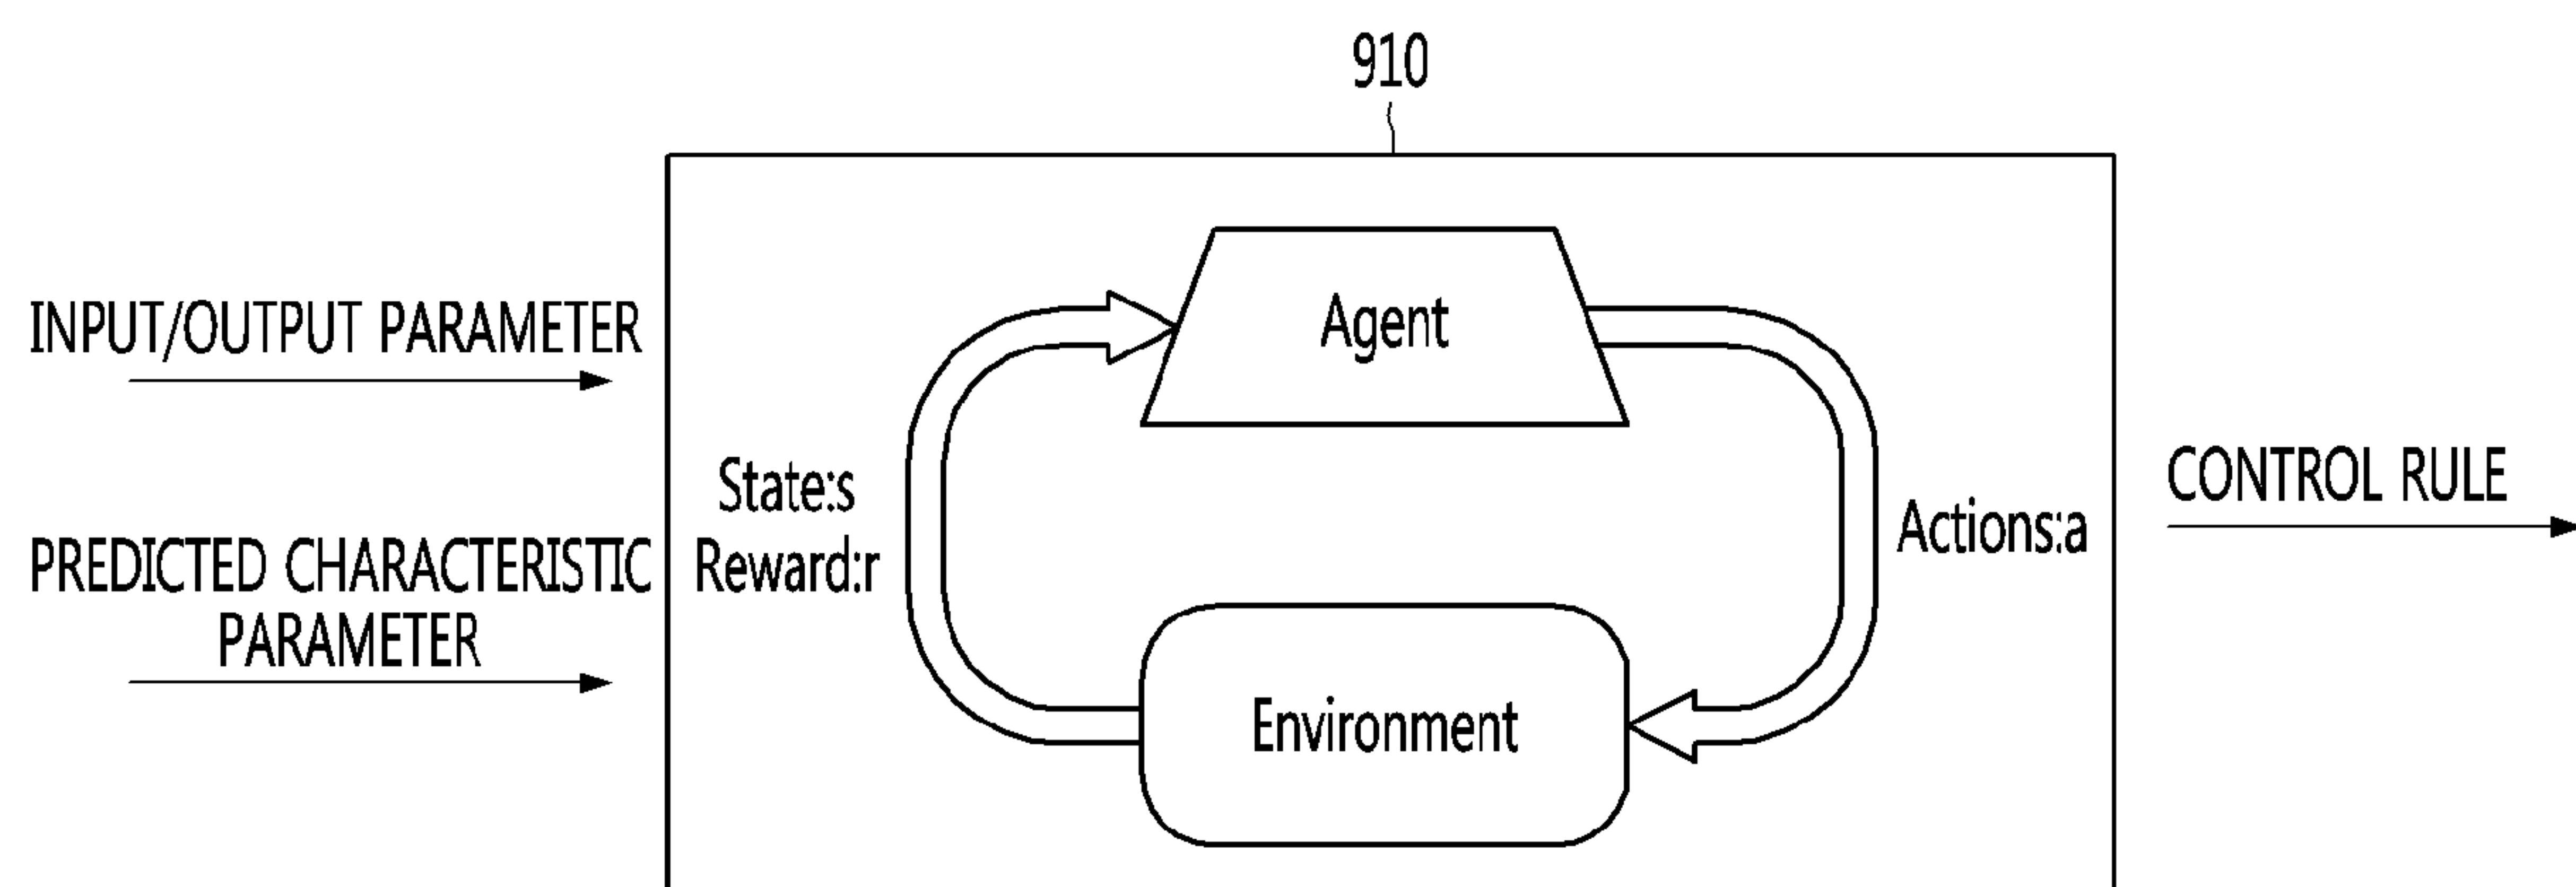 910
INPUT/OUTPUT PARAMETER
PREDICTED CHARACTERISTIC
PARAMETER
State:s
Reward:r
Agent
Environment
Actions:a
CONTROL RULE